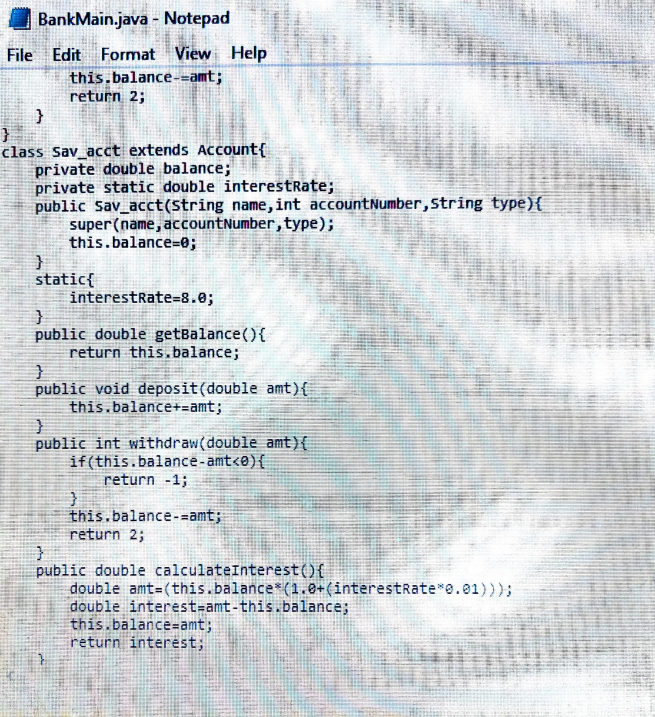 BankMain.java - Notepad
File Edit Format View Help
        this.balance-=amt;
        return 2;
    }
}
class Sav_acct extends Account{
    private double balance;
    private static double interestRate;
    public Sav_acct(String name,int accountNumber,String type){
        super(name,accountNumber,type);
        this.balance=0;
    }
    static{
        interestRate=8.0;
    }
    public double getBalance(){
        return this.balance;
    }
    public void deposit(double amt){
        this.balance+=amt;
    }
    public int withdraw(double amt){
        if(this.balance-amt<0){
            return -1;
        }
        this.balance-=amt;
        return 2;
    }
    public double calculateInterest(){
        double amt=(this.balance*(1.0+(interestRate*0.01)));
        double interest=amt-this.balance;
        this.balance=amt;
        return interest;
    }